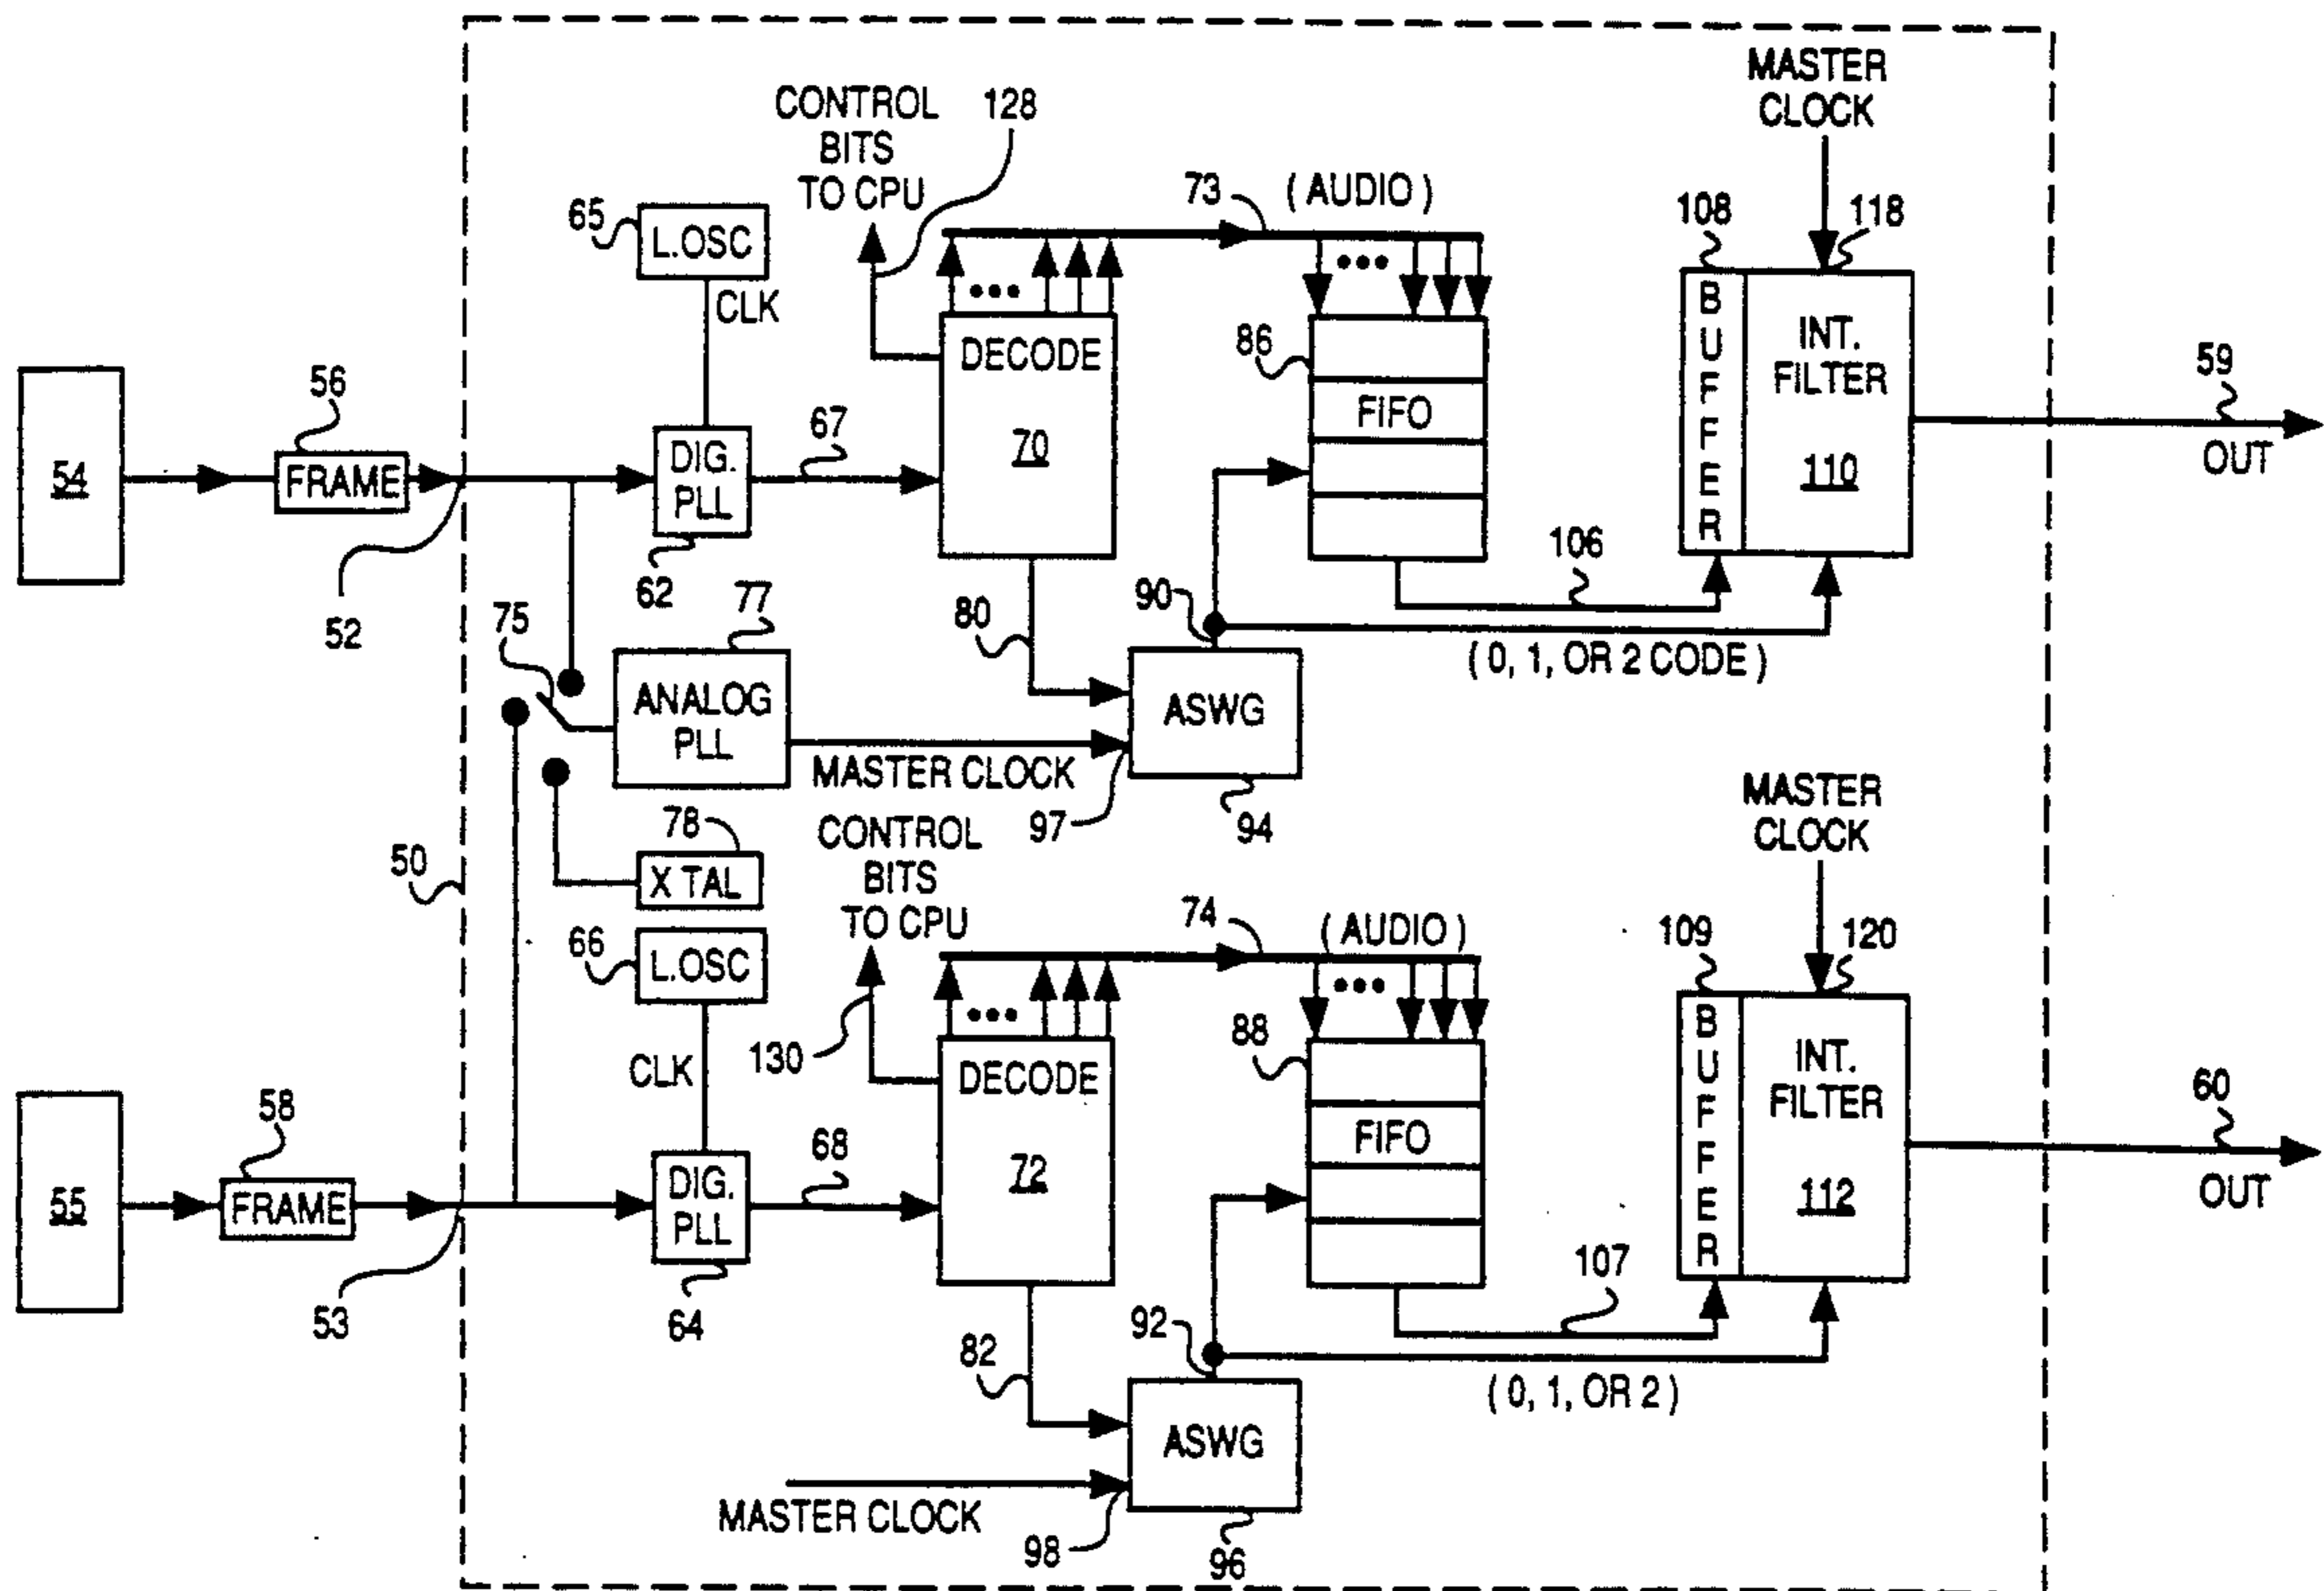 MASTER
CLOCK
CONTROL
BITS
TO CPU
128
73
( AUDIO )
108
118
65
L.OSC
CLK
BUFFER
INT.
FILTER
110
DECODE
70
86
FIFO
59
OUT
56
54
FRAME
67
DIG.
PLL
62
52
106
77
75
80
90
( 0, 1, OR 2 CODE )
ANALOG
PLL
ASWG
MASTER CLOCK
97
94
78
X TAL
50
CONTROL
BITS
TO CPU
MASTER
CLOCK
66
L.OSC
74
( AUDIO )
109
120
CLK
130
BUFFER
INT.
FILTER
112
DECODE
72
88
FIFO
60
OUT
58
55
FRAME
68
DIG.
PLL
64
53
107
82
92
( 0, 1, OR 2 )
ASWG
MASTER CLOCK
98
96